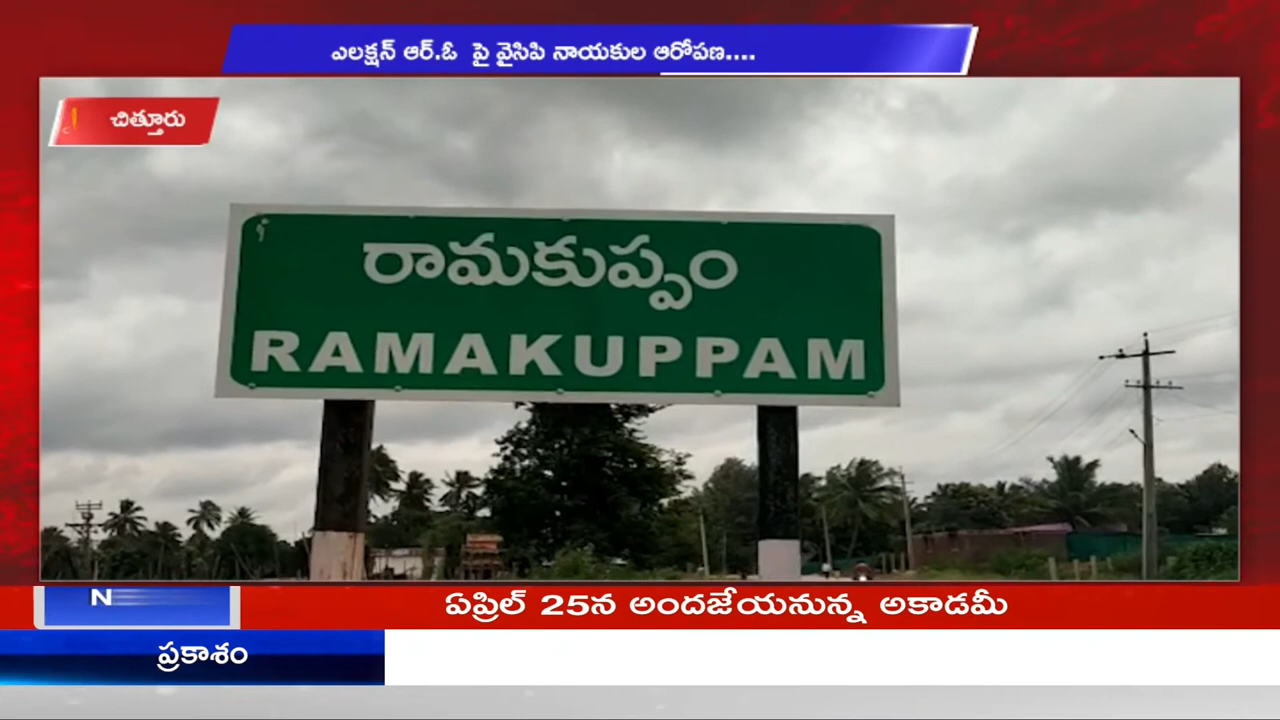 ఎలక్షన్ ఆర్.ఓ పై వైసిపి నాయకుల ఆరోపణ....
చిత్తూరు
రామకుప్పం
RAMAKUPPAM
N
ఏప్రిల్ 25న అందజేయనున్న అకాడమీ
ప్రకాశం